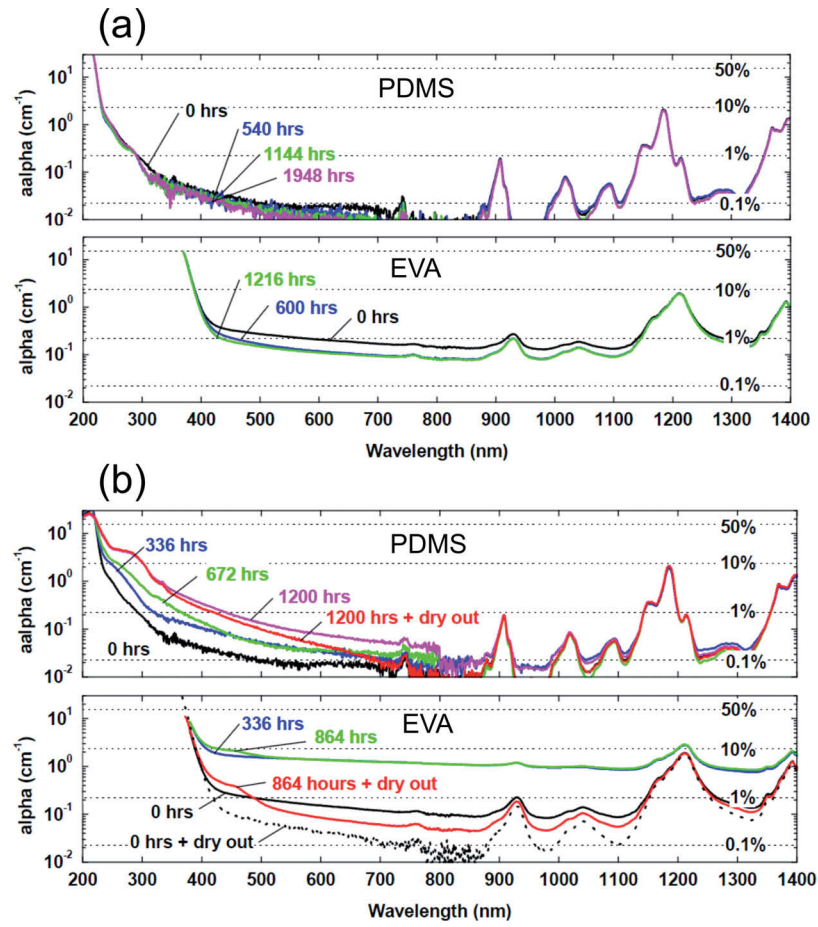 (a)
PDMS
0 hrs
540 hrs
1144 hrs
1948 hrs
50%
10%
1%
0.1%
aalpha (cm⁻¹)
10¹
10⁰
10⁻¹
10⁻²
EVA
1216 hrs
600 hrs
0 hrs
50%
10%
1%
0.1%
alpha (cm⁻¹)
10¹
10⁰
10⁻¹
10⁻²
200 300 400 500 600 700 800 900 1000 1100 1200 1300 1400
Wavelength (nm)
(b)
PDMS
336 hrs
672 hrs
1200 hrs
1200 hrs + dry out
0 hrs
50%
10%
1%
0.1%
aalpha (cm⁻¹)
10¹
10⁰
10⁻¹
10⁻²
EVA
336 hrs
864 hrs
864 hours + dry out
0 hrs
0 hrs + dry out
50%
10%
1%
0.1%
alpha (cm⁻¹)
10¹
10⁰
10⁻¹
10⁻²
200 300 400 500 600 700 800 900 1000 1100 1200 1300 1400
Wavelength (nm)